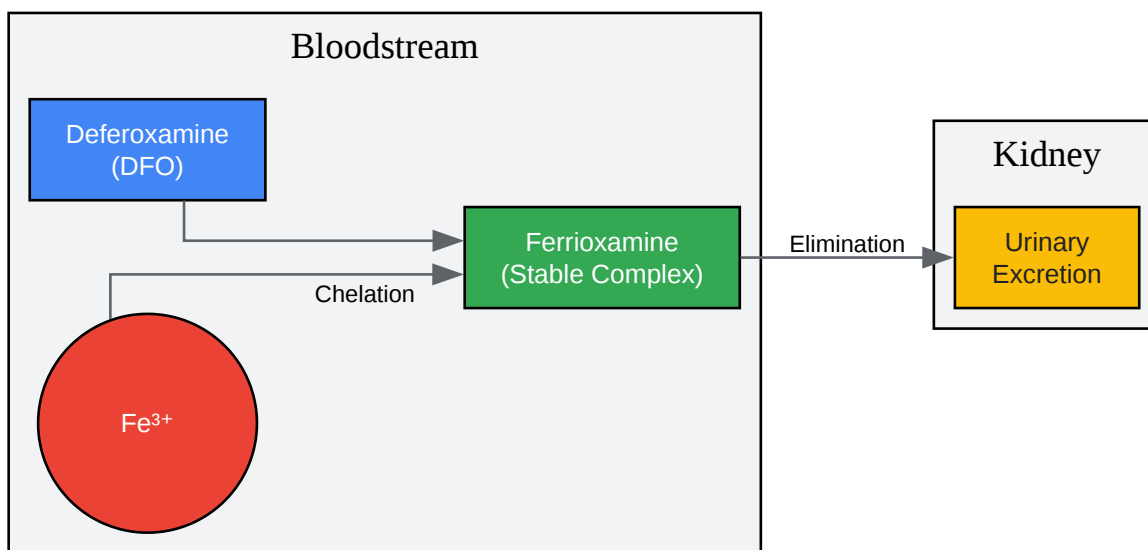 Bloodstream
Deferoxamine
(DFO)
Ferrioxamine
(Stable Complex)
Chelation
Fe³⁺
Elimination
Kidney
Urinary
Excretion